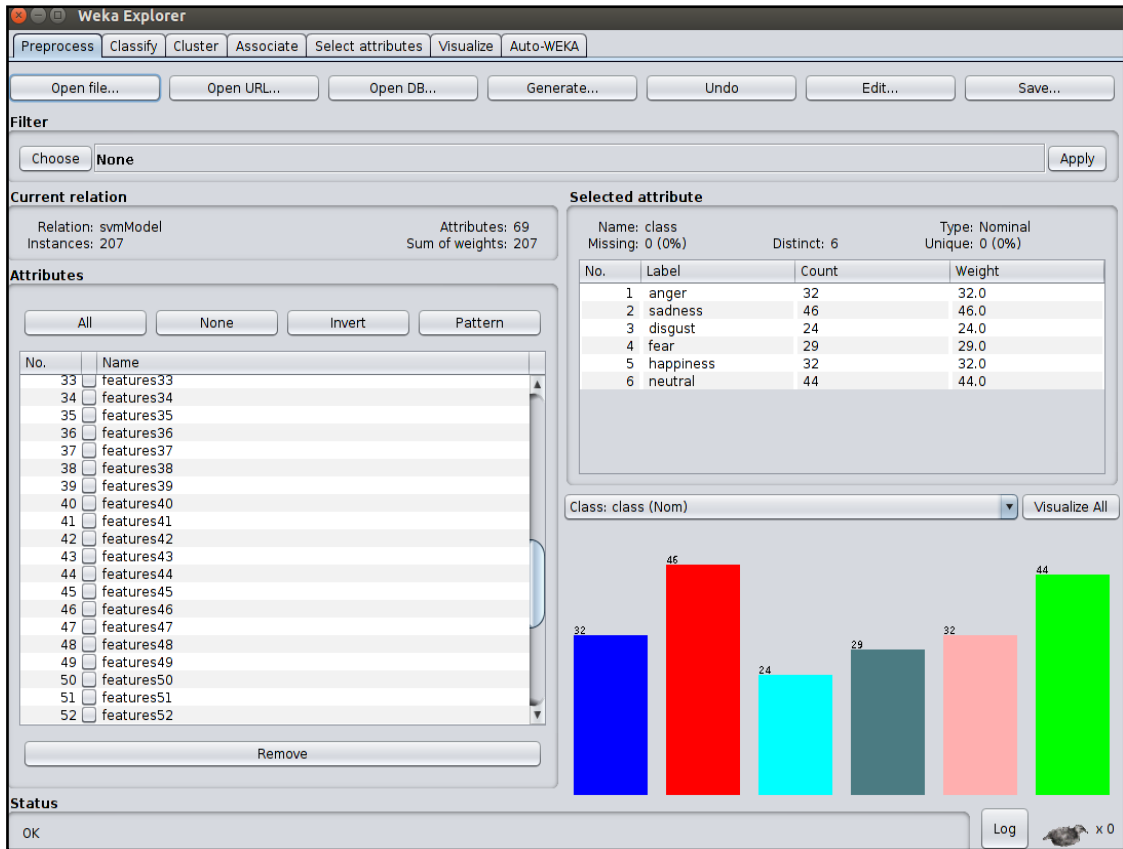 Weka Explorer
Preprocess Classify Cluster Associate Select attributes Visualize Auto-WEKA
Open file... Open URL... Open DB... Generate... Undo Edit... Save...
Filter
Choose None Apply
Current relation
Relation: svmModel Attributes: 69
Instances: 207 Sum of weights: 207
Attributes
All None Invert Pattern
No. Name
33 features33
34 features34
35 features35
36 features36
37 features37
38 features38
39 features39
40 features40
41 features41
42 features42
43 features43
44 features44
45 features45
46 features46
47 features47
48 features48
49 features49
50 features50
51 features51
52 features52
Remove
Selected attribute
Name: class Type: Nominal
Missing: 0 (0%) Distinct: 6 Unique: 0 (0%)
No. Label Count Weight
1 anger 32 32.0
2 sadness 46 46.0
3 disgust 24 24.0
4 fear 29 29.0
5 happiness 32 32.0
6 neutral 44 44.0
Class: class (Nom) Visualize All
32 46 24 29 32 44
Status
OK Log x 0